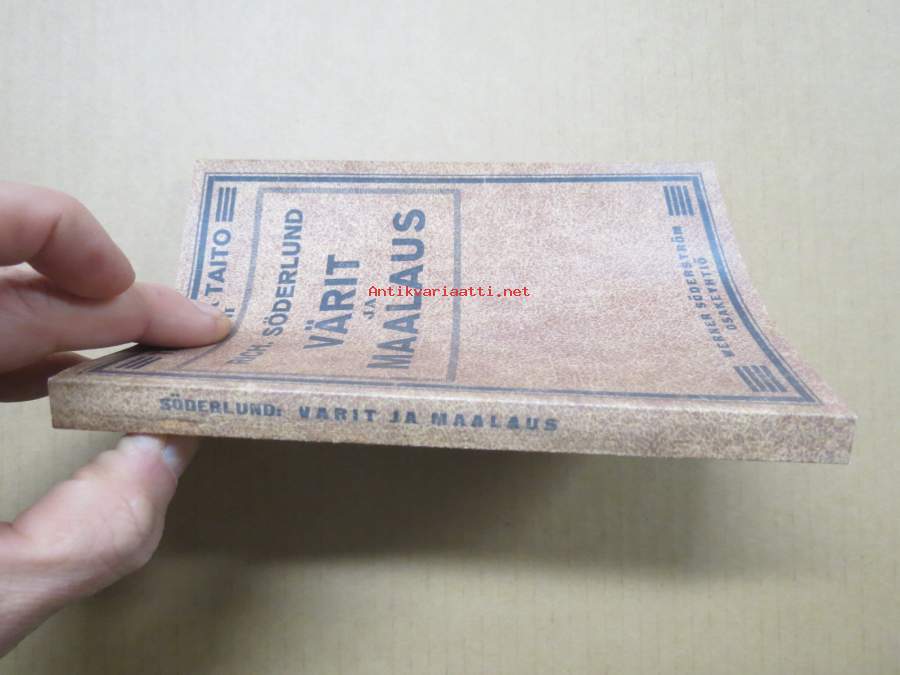 TAITO
RICH. SÖDERLUND
VÄRIT
JA
MAALAUS
WERNER SÖDERSTRÖM
OSAKEYHTIÖ
SÖDERLUND: VÄRIT JA MAALAUS
Antikvariaatti.net